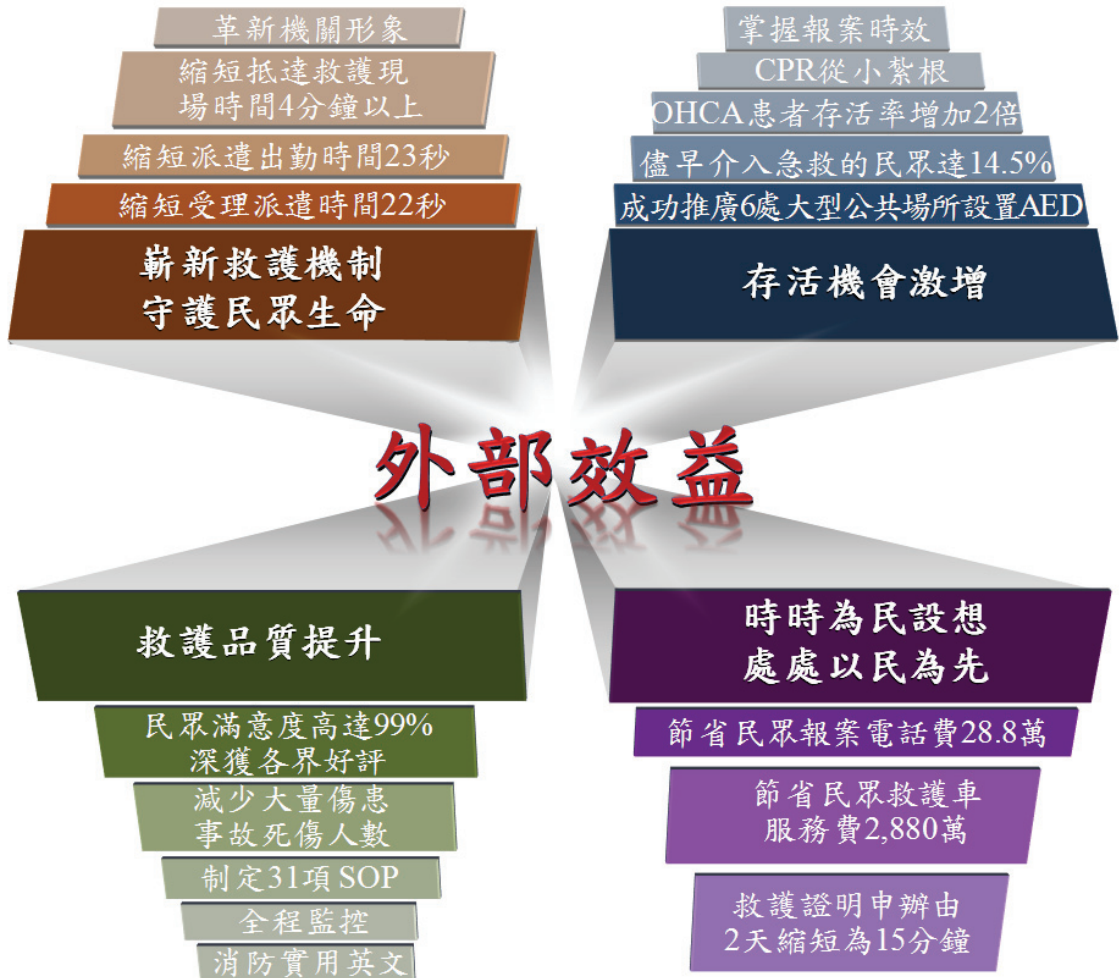 革新機關形象
縮短抵達救護現
場時間4分鐘以上
縮短派遣出勤時間23秒
縮短受理派遣時間22秒
嶄新救護機制
守護民眾生命
掌握報案時效
CPR從小紮根
OHCA患者存活率增加2倍
儘早介入急救的民眾達14.5%
成功推廣6處大型公共場所設置AED
存活機會激增
外部效益
救護品質提升
民眾滿意度高達99%
深獲各界好評
減少大量傷患
事故死傷人數
制定31項SOP
全程監控
消防實用英文
時時為民設想
處處以民為先
節省民眾報案電話費28.8萬
節省民眾救護車
服務費2,880萬
救護證明申辦由
2天縮短為15分鐘